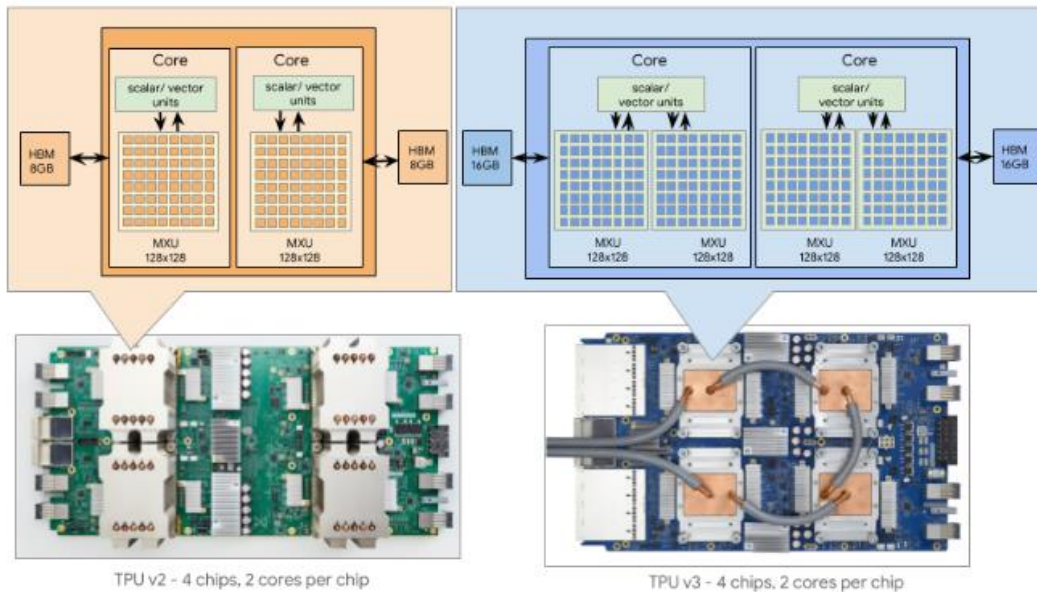 Core
scalar/ vector
units
HBM
8GB
MXU
128x128
Core
scalar/ vector
units
HBM
8GB
MXU
128x128
HBM
16GB
Core
scalar/
vector units
MXU
128x128
MXU
128x128
Core
scalar/
vector units
MXU
128x128
MXU
128x128
HBM
16GB
TPU v2 - 4 chips, 2 cores per chip
TPU v3 - 4 chips, 2 cores per chip